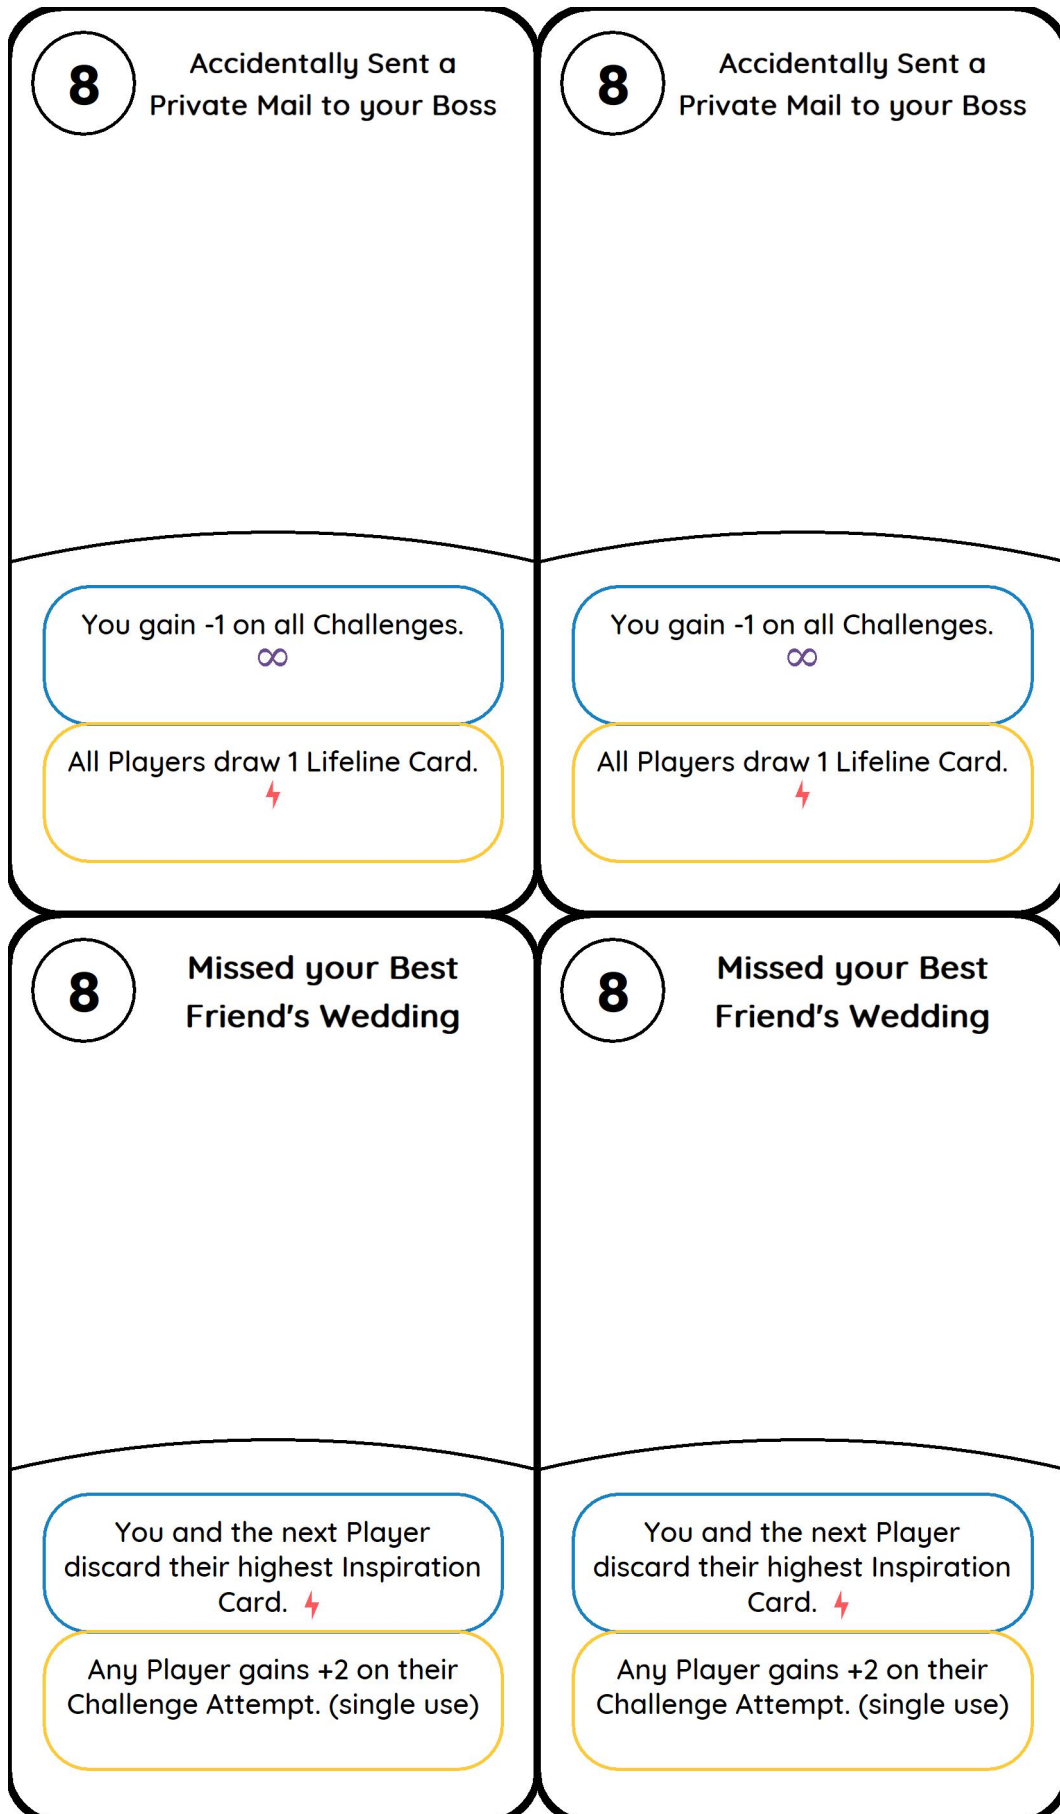 8
Accidentally Sent a
Private Mail to your Boss
You gain -1 on all Challenges.
∞
All Players draw 1 Lifeline Card.
8
Accidentally Sent a
Private Mail to your Boss
You gain -1 on all Challenges.
∞
All Players draw 1 Lifeline Card.
8
Missed your Best
Friend's Wedding
You and the next Player
discard their highest Inspiration
Card.
Any Player gains +2 on their
Challenge Attempt. (single use)
8
Missed your Best
Friend's Wedding
You and the next Player
discard their highest Inspiration
Card.
Any Player gains +2 on their
Challenge Attempt. (single use)